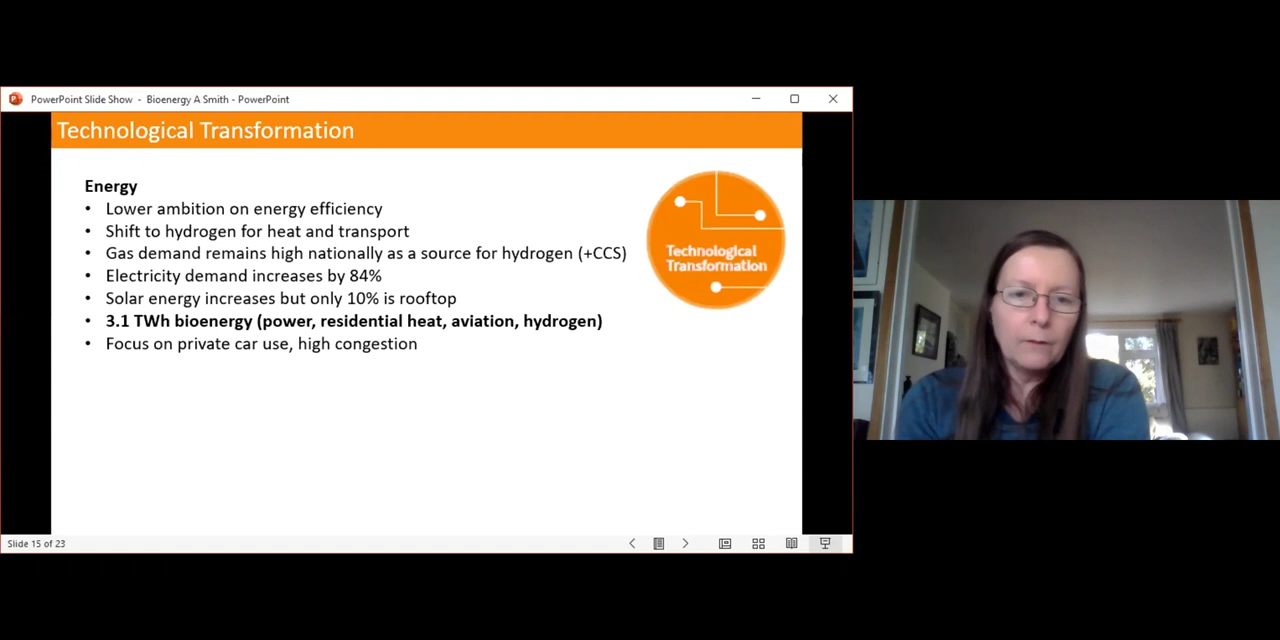 PowerPoint Slide Show - Bioenergy A Smith - PowerPoint
Technological Transformation
Energy
• Lower ambition on energy efficiency
• Shift to hydrogen for heat and transport
• Gas demand remains high nationally as a source for hydrogen (+CCS)
• Electricity demand increases by 84%
• Solar energy increases but only 10% is rooftop
• 3.1 TWh bioenergy (power, residential heat, aviation, hydrogen)
• Focus on private car use, high congestion
Technological
Transformation
Slide 15 of 23